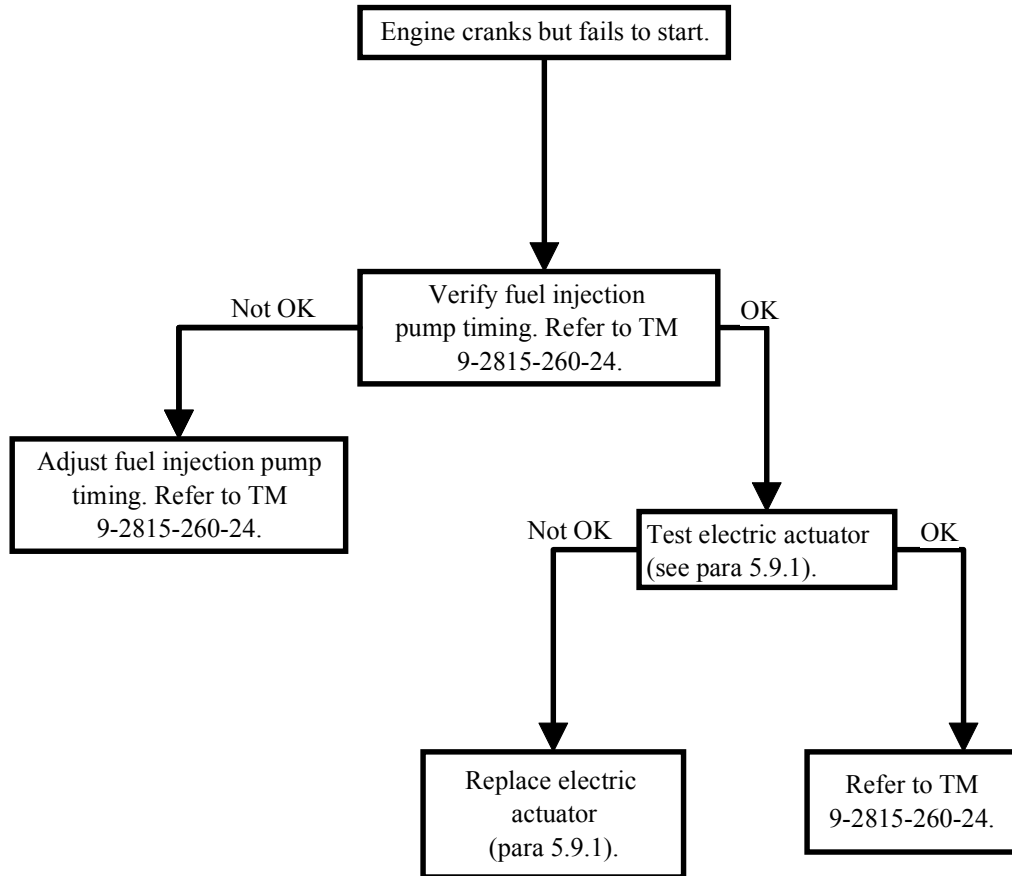 Engine cranks but fails to start.
Not OK
Verify fuel injection
pump timing. Refer to TM
9-2815-260-24.
OK
Adjust fuel injection pump
timing. Refer to TM
9-2815-260-24.
Not OK
Test electric actuator
(see para 5.9.1).
OK
Replace electric
actuator
(para 5.9.1).
Refer to TM
9-2815-260-24.